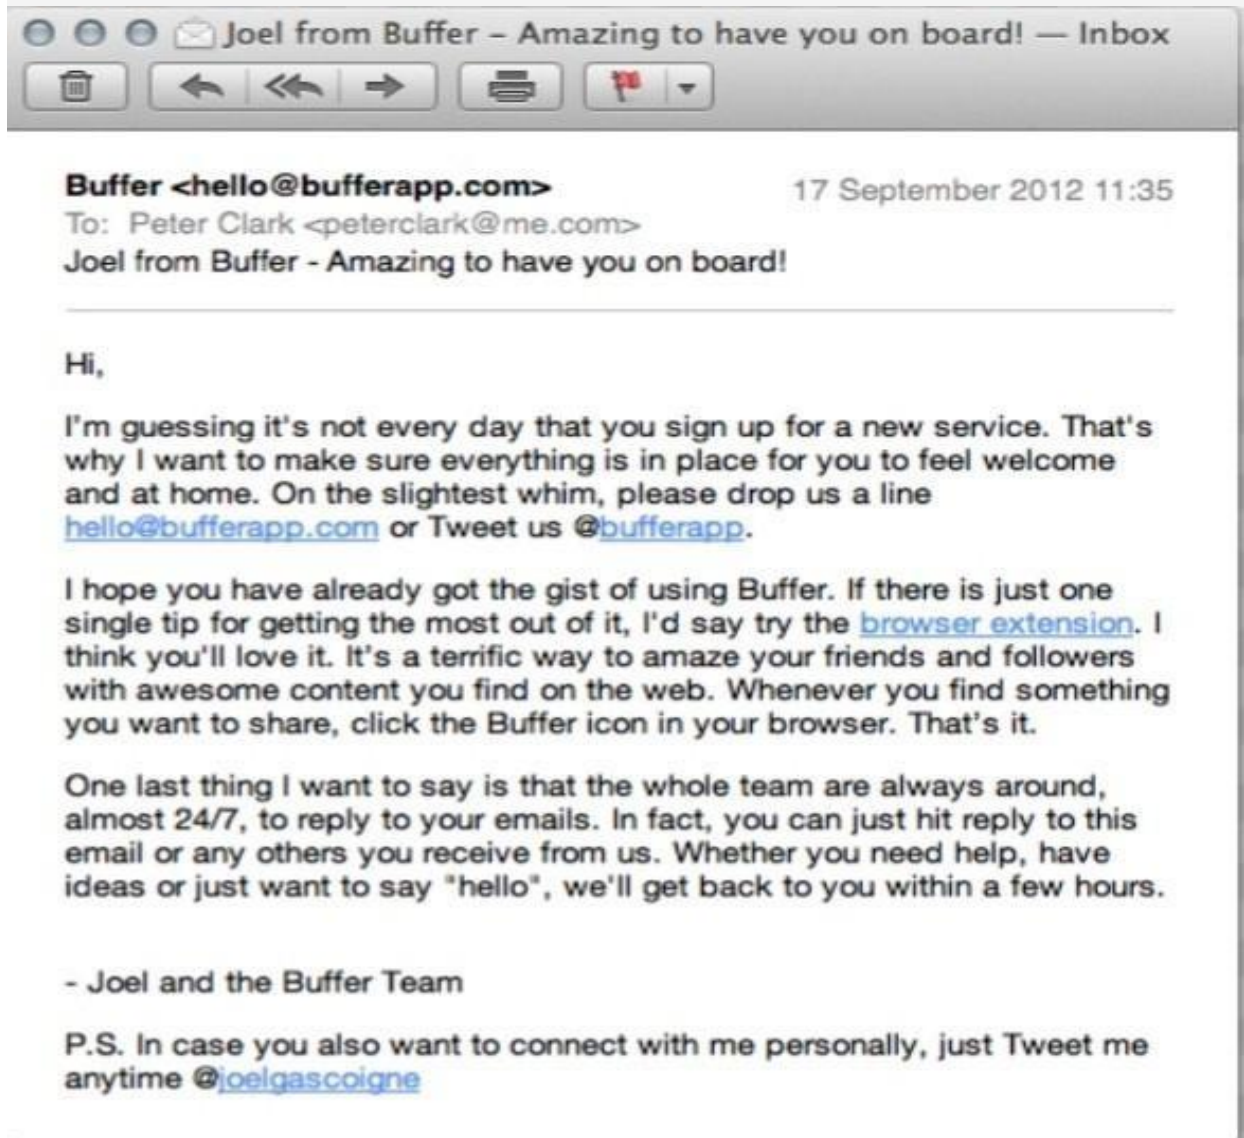 Joel from Buffer – Amazing to have you on board! — Inbox
Buffer <hello@bufferapp.com>
17 September 2012 11:35
To: Peter Clark <peterclark@me.com>
Joel from Buffer - Amazing to have you on board!
Hi,
I'm guessing it's not every day that you sign up for a new service. That's
why I want to make sure everything is in place for you to feel welcome
and at home. On the slightest whim, please drop us a line
hello@bufferapp.com or Tweet us @bufferapp.
I hope you have already got the gist of using Buffer. If there is just one
single tip for getting the most out of it, I'd say try the browser extension. I
think you'll love it. It's a terrific way to amaze your friends and followers
with awesome content you find on the web. Whenever you find something
you want to share, click the Buffer icon in your browser. That's it.
One last thing I want to say is that the whole team are always around,
almost 24/7, to reply to your emails. In fact, you can just hit reply to this
email or any others you receive from us. Whether you need help, have
ideas or just want to say "hello", we'll get back to you within a few hours.
- Joel and the Buffer Team
P.S. In case you also want to connect with me personally, just Tweet me
anytime @joelgascoigne